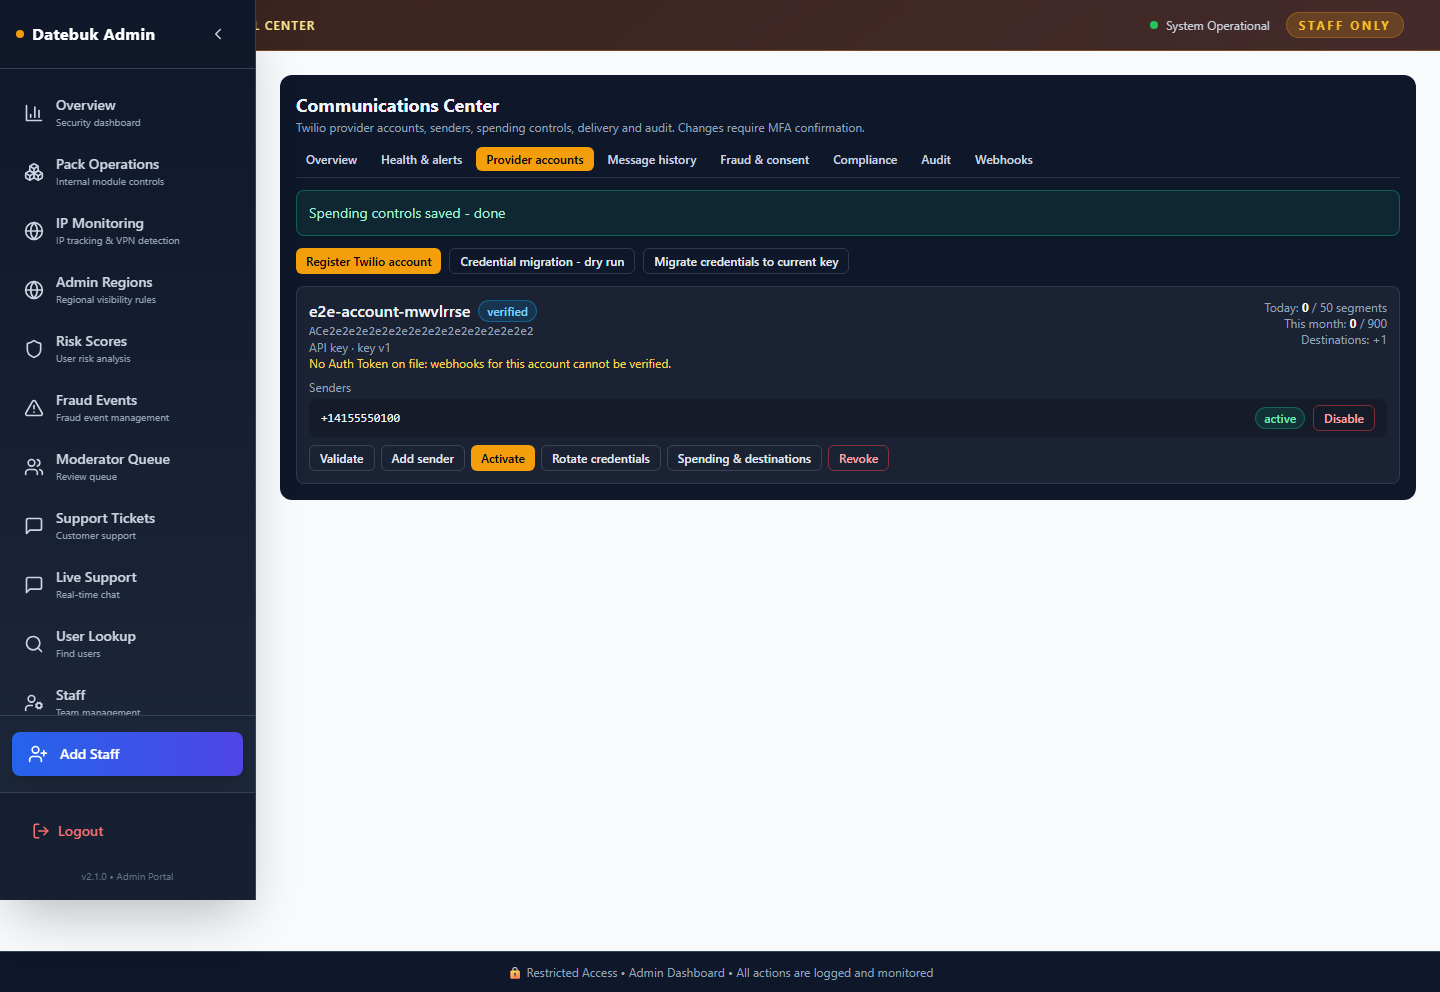 Datebuk Admin
L CENTER
System Operational
STAFF ONLY
Overview
Security dashboard
Pack Operations
Internal module controls
IP Monitoring
IP tracking & VPN detection
Admin Regions
Regional visibility rules
Risk Scores
User risk analysis
Fraud Events
Fraud event management
Moderator Queue
Review queue
Support Tickets
Customer support
Live Support
Real-time chat
User Lookup
Find users
Staff
Team management
Add Staff
Logout
v2.1.0 • Admin Portal
Communications Center
Twilio provider accounts, senders, spending controls, delivery and audit. Changes require MFA confirmation.
Overview Health & alerts Provider accounts Message history Fraud & consent Compliance Audit Webhooks
Spending controls saved - done
Register Twilio account Credential migration - dry run Migrate credentials to current key
e2e-account-mwvlrrse verified
ACe2e2e2e2e2e2e2e2e2e2e2e2e2e2e2e2
API key · key v1
No Auth Token on file: webhooks for this account cannot be verified.
Today: 0 / 50 segments
This month: 0 / 900
Destinations: +1
Senders
+14155550100 active Disable
Validate Add sender Activate Rotate credentials Spending & destinations Revoke
🔒 Restricted Access • Admin Dashboard • All actions are logged and monitored